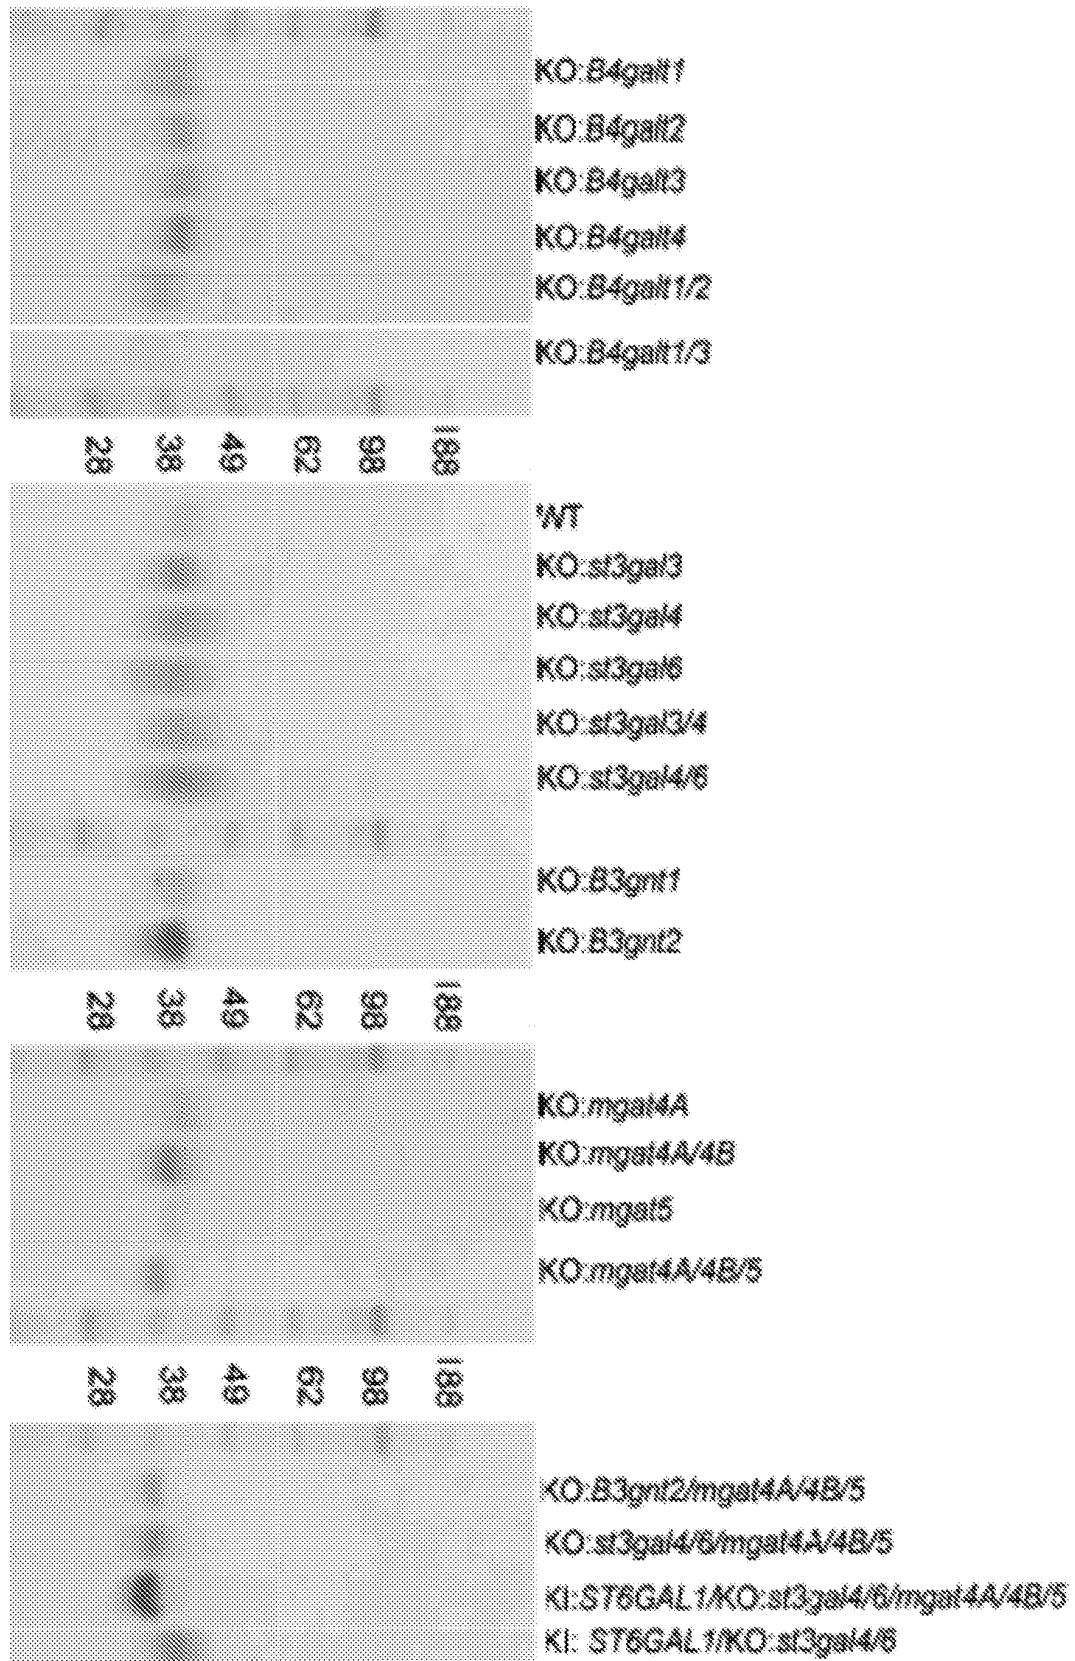 KO:B4galt1
KO:B4galt2
KO:B4galt3
KO:B4galt4
KO:B4galt1/2
KO:B4galt1/3
28 38 49 62 98 188
WT
KO:st3gal3
KO:st3gal4
KO:st3gal6
KO:st3gal3/4
KO:st3gal4/6
KO:B3gnt1
KO:B3gnt2
28 38 49 62 98 188
KO:mgat4A
KO:mgat4A/4B
KO:mgat5
KO:mgat4A/4B/5
28 38 49 62 98 188
KO:B3gnt2/mgat4A/4B/5
KO:st3gal4/6/mgat4A/4B/5
KI:ST6GAL1/KO:st3gal4/6/mgat4A/4B/5
KI: ST6GAL1/KO:st3gal4/6